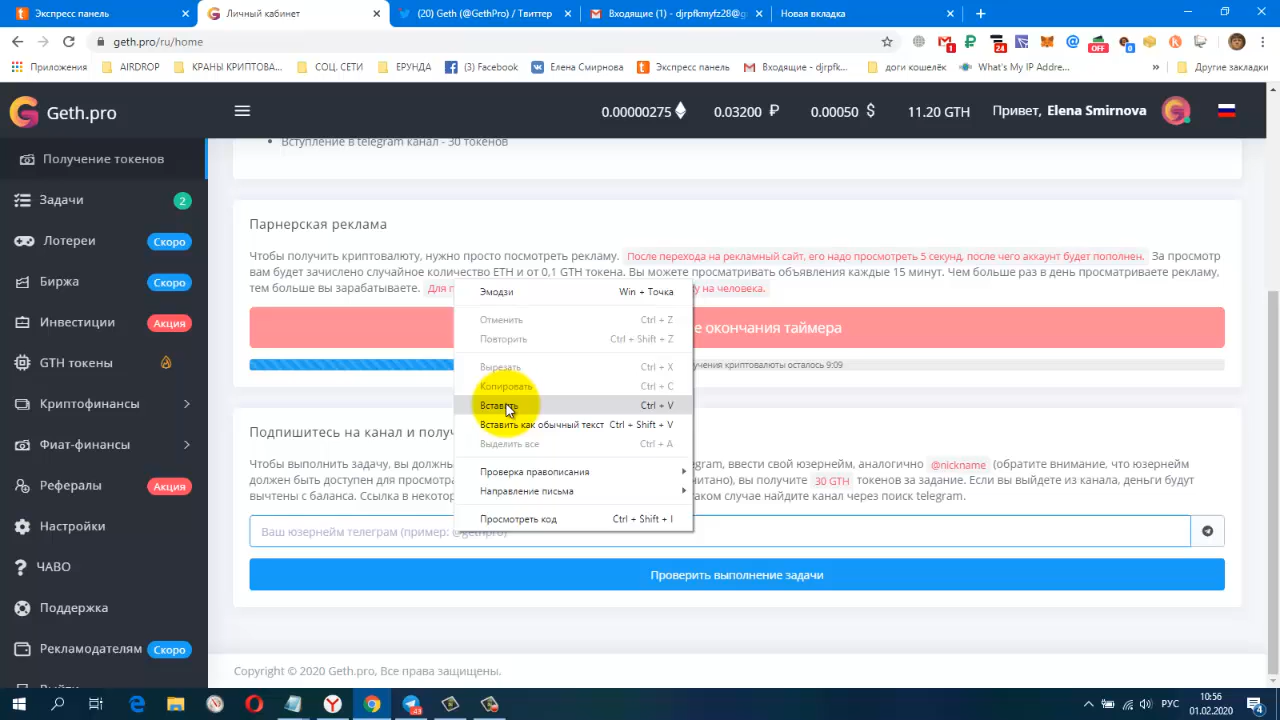 Экспресс панель
Личный кабинет
(20) Geth (@GethPro) / Твиттер
Входящие (1) - djrpfkmyfz28@g
Новая вкладка
geth.pro/ru/home
1
24
OFF
0
Приложения
AIRDROP
КРАНЫ КРИПТОВА...
СОЦ. СЕТИ
ЕРУНДА
(3) Facebook
Елена Смирнова
Экспресс панель
Входящие - djrpfk...
доги кошелёк
What's My IP Addre...
»
Другие закладки
Geth.pro
0.00000275
0.03200 ₽
0.00050 $
11.20 GTH
Привет, Elena Smirnova
Получение токенов
Задачи 2
Лотереи Скоро
Биржа Скоро
Инвестиции Акция
GTH токены
Криптофинансы
Фиат-финансы
Рефералы Акция
Настройки
ЧАВО
Поддержка
Рекламодателям Скоро
Выйти
• Вступление в telegram канал - 30 токенов
Парнерская реклама
Чтобы получить криптовалюту, нужно просто посмотреть рекламу. После перехода на рекламный сайт, его надо просмотреть 5 секунд, после чего аккаунт будет пополнен. За просмотр
вам будет зачислено случайное количество ETH и от 0,1 GTH токена. Вы можете просматривать объявления каждые 15 минут. Чем больше раз в день просматриваете рекламу,
тем больше вы зарабатываете. Для п у на человека.
е окончания таймера
учения криптовалюты осталось 9:09
Подпишитесь на канал и получ
Чтобы выполнить задачу, вы должны gram, ввести свой юзернейм, аналогично @nickname (обратите внимание, что юзернейм
должен быть доступен для просмотра читано), вы получите 30 GTH токенов за задание. Если вы выйдете из канала, деньги будут
вычтены с баланса. Ссылка в некотор аком случае найдите канал через поиск telegram.
Ваш юзернейм телеграм (пример: @gethpro)
Проверить выполнение задачи
Эмодзи Win + Точка
Отменить Ctrl + Z
Повторить Ctrl + Shift + Z
Вырезать Ctrl + X
Копировать Ctrl + C
Вставить Ctrl + V
Вставить как обычный текст Ctrl + Shift + V
Выделить все Ctrl + A
Проверка правописания
Направление письма
Просмотреть код Ctrl + Shift + I
Copyright © 2020 Geth.pro, Все права защищены.
РУС
10:56
01.02.2020
4